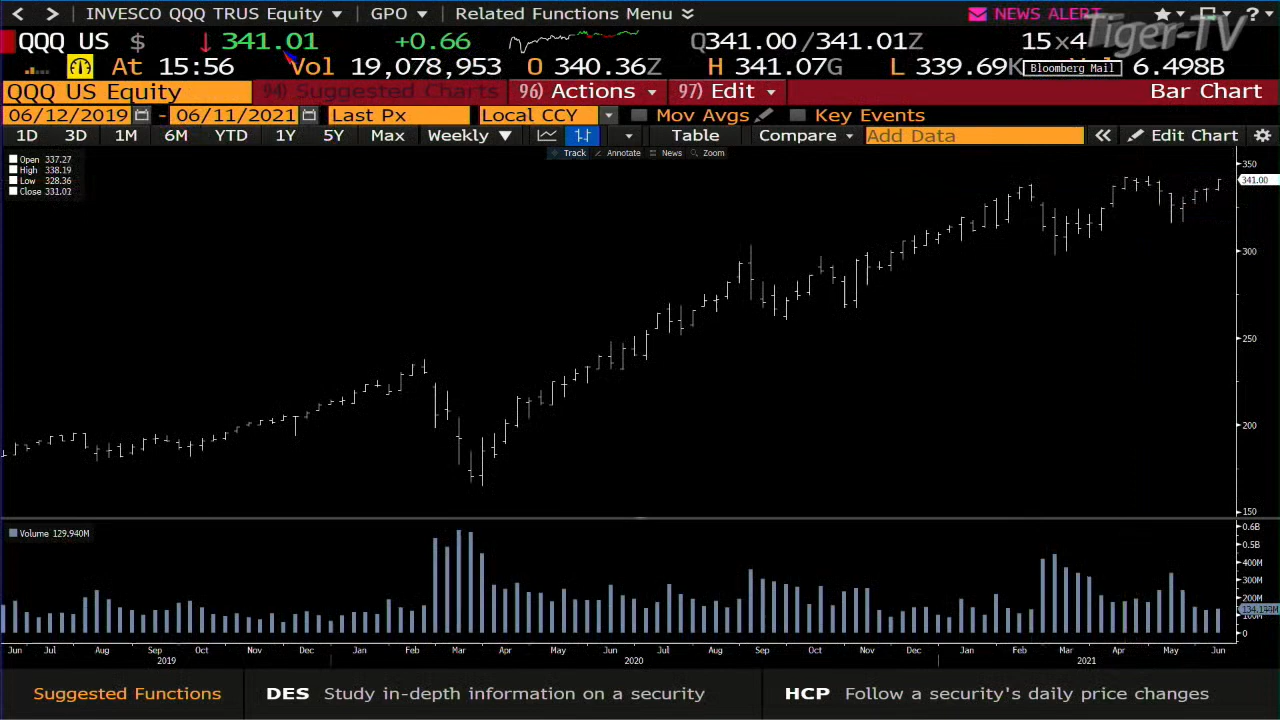 INVESCO QQQ TRUS Equity GPO Related Functions Menu NEWS ALERT ?
QQQ US $ ↓ 341.01 +0.66 Q341.00/341.01Z 15x4
Tiger-TV
At 15:56 Vol 19,078,953 O 340.36Z H 341.07G L 339.69K 6.498B
Bloomberg Mail
QQQ US Equity 94) Suggested Charts 96) Actions 97) Edit Bar Chart
06/12/2019 - 06/11/2021 Last Px Local CCY Mov Avgs Key Events
1D 3D 1M 6M YTD 1Y 5Y Max Weekly ▼ Table Compare Add Data « Edit Chart
Track Annotate News Zoom
Open 337.27
High 338.19
Low 328.36
Close 331.02
350
341.00
300
250
200
150
Volume 129.940M
0.6B
0.5B
400M
300M
200M
134.144M
100M
0
Jun Jul Aug Sep Oct Nov Dec Jan Feb Mar Apr May Jun Jul Aug Sep Oct Nov Dec Jan Feb Mar Apr May Jun
2019 2020 2021
Suggested Functions DES Study in-depth information on a security HCP Follow a security's daily price changes